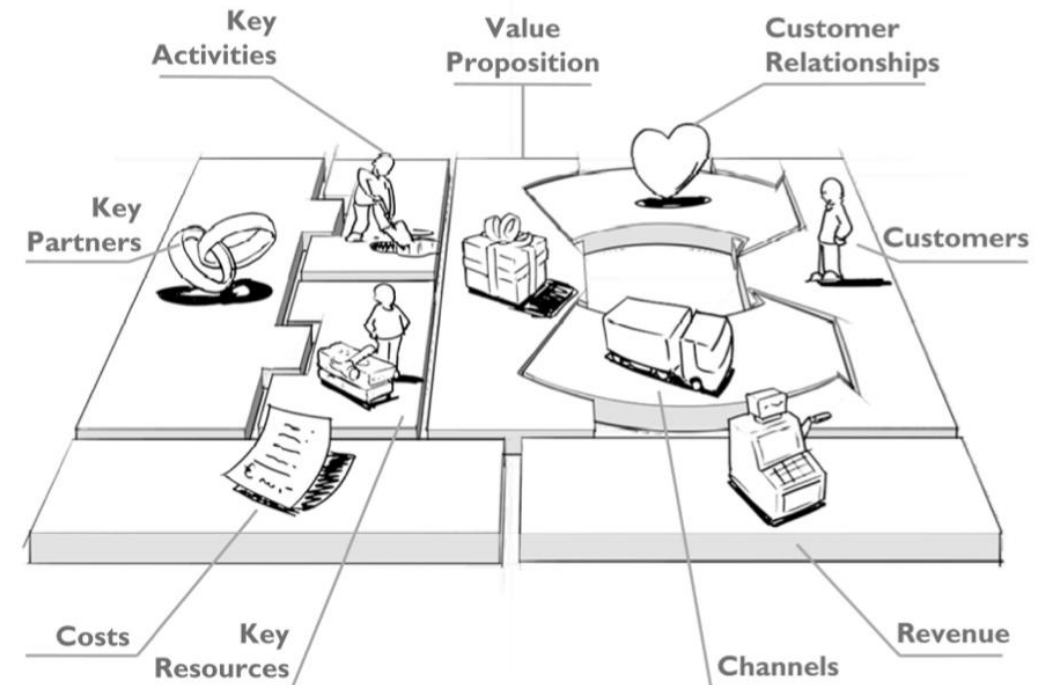 Key
Activities
Value
Proposition
Customer
Relationships
Key
Partners
Customers
Costs
Key
Resources
Channels
Revenue